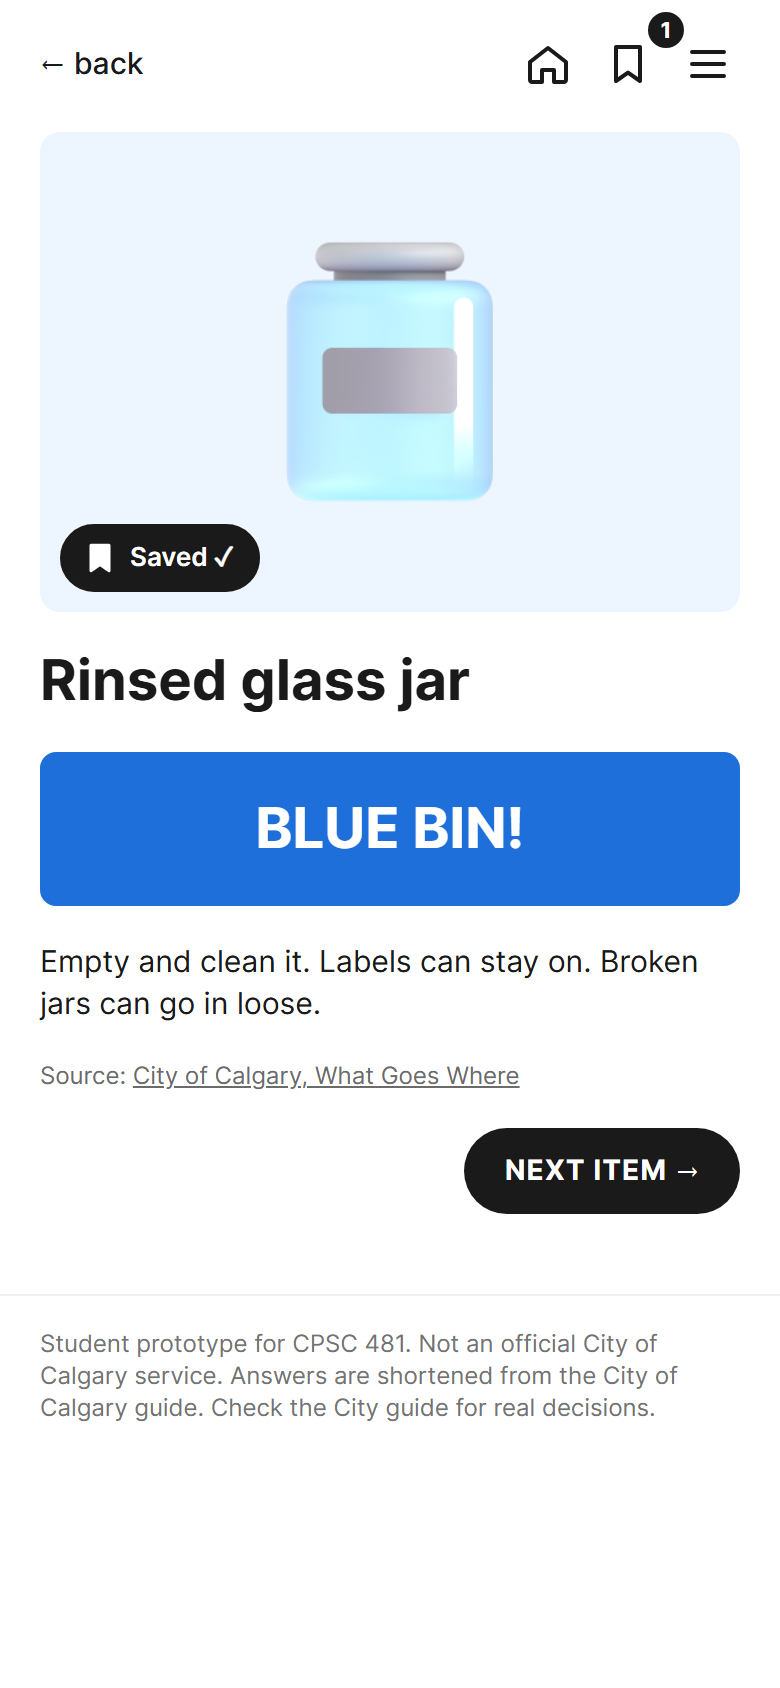 ← back
1
Saved ✓
Rinsed glass jar
BLUE BIN!
Empty and clean it. Labels can stay on. Broken
jars can go in loose.
Source: City of Calgary, What Goes Where
NEXT ITEM →
Student prototype for CPSC 481. Not an official City of
Calgary service. Answers are shortened from the City of
Calgary guide. Check the City guide for real decisions.